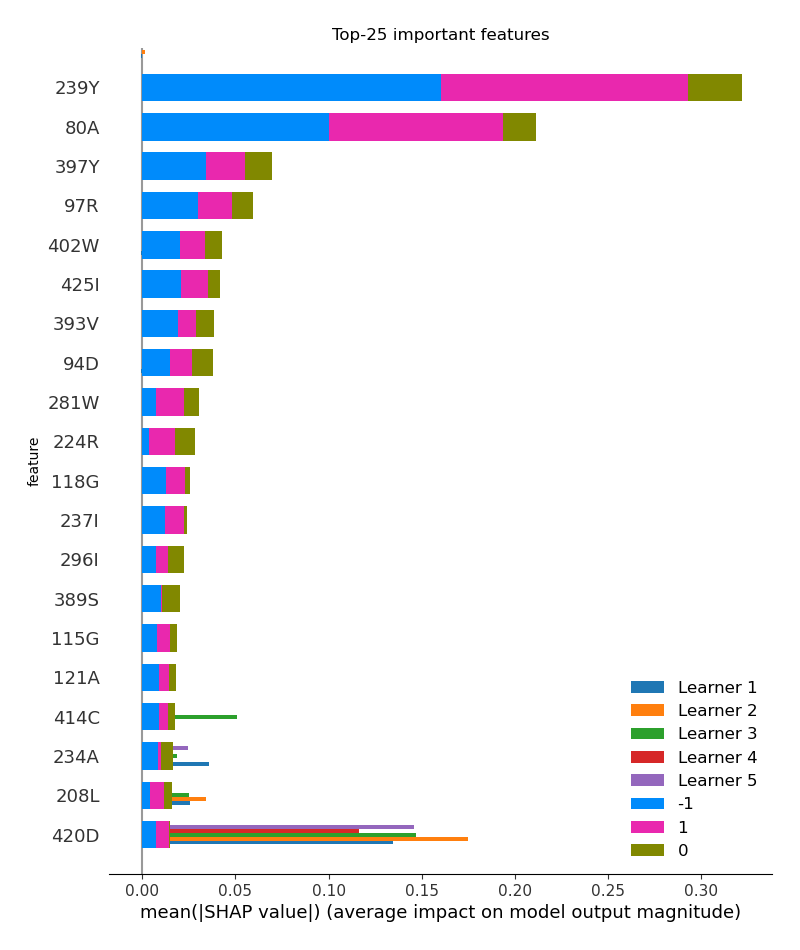 Top-25 important features
239Y
80A
397Y
97R
402W
425I
393V
94D
281W
224R
118G
237I
296I
389S
115G
121A
414C
234A
208L
420D
feature
Learner 1
Learner 2
Learner 3
Learner 4
Learner 5
-1
1
0
0.00 0.05 0.10 0.15 0.20 0.25 0.30
mean(|SHAP value|) (average impact on model output magnitude)